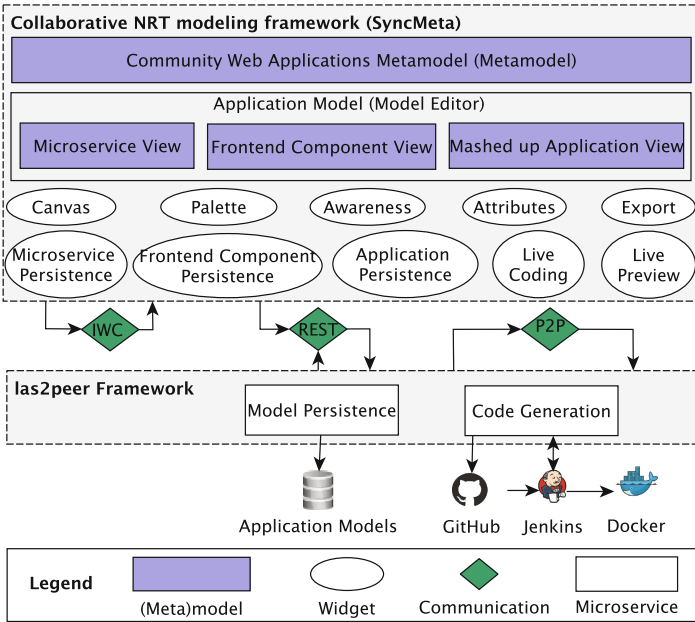 Collaborative NRT modeling framework (SyncMeta)
Community Web Applications Metamodel (Metamodel)
Application Model (Model Editor)
Microservice View
Frontend Component View
Mashed up Application View
Canvas
Palette
Awareness
Attributes
Export
Microservice
Persistence
Frontend Component
Persistence
Application
Persistence
Live
Coding
Live
Preview
IWC
REST
P2P
las2peer Framework
Model Persistence
Code Generation
Application Models
GitHub
Jenkins
Docker
Legend
(Meta)model
Widget
Communication
Microservice